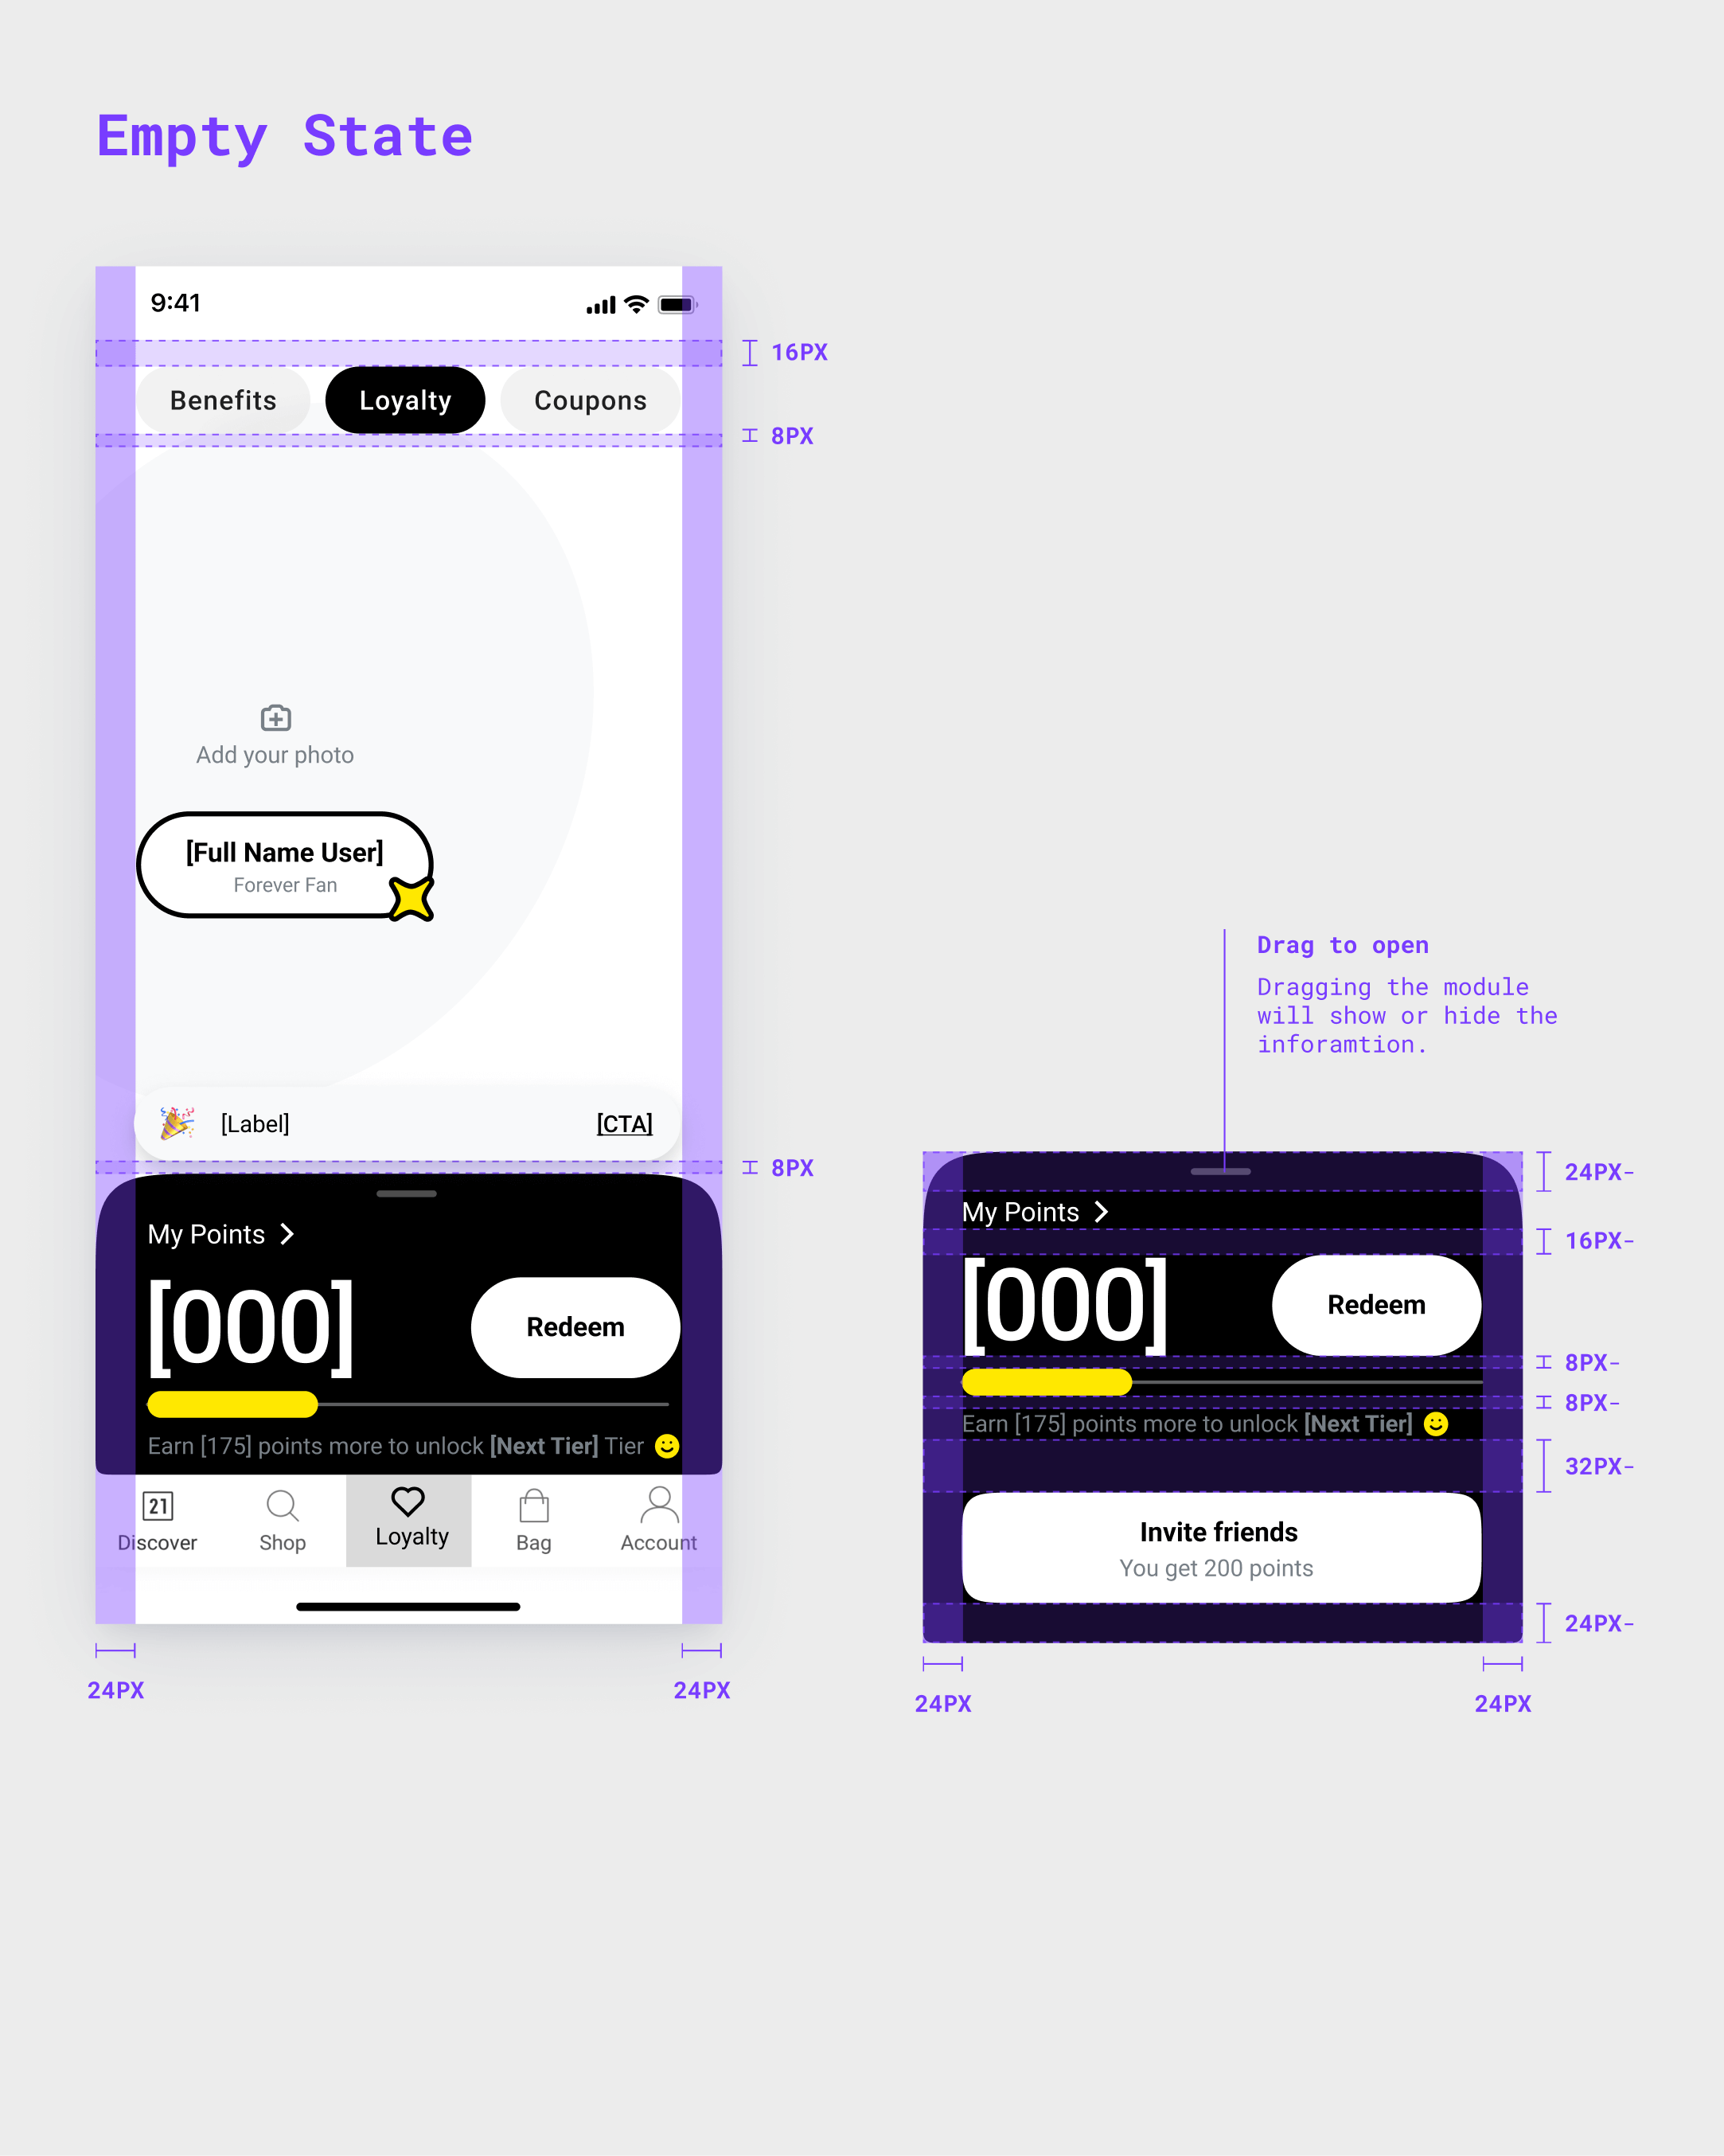 Empty State
9:41
16PX
Benefits
Loyalty
Coupons
8PX
Add your photo
[Full Name User]
Forever Fan
[Label]
[CTA]
8PX
My Points
[000]
Redeem
Earn [175] points more to unlock [Next Tier] Tier
21
Discover
Shop
Loyalty
Bag
Account
24PX
24PX
Drag to open
Dragging the module
will show or hide the
inforamtion.
24PX-
My Points
16PX-
[000]
Redeem
8PX-
8PX-
Earn [175] points more to unlock [Next Tier]
32PX-
Invite friends
You get 200 points
24PX-
24PX
24PX